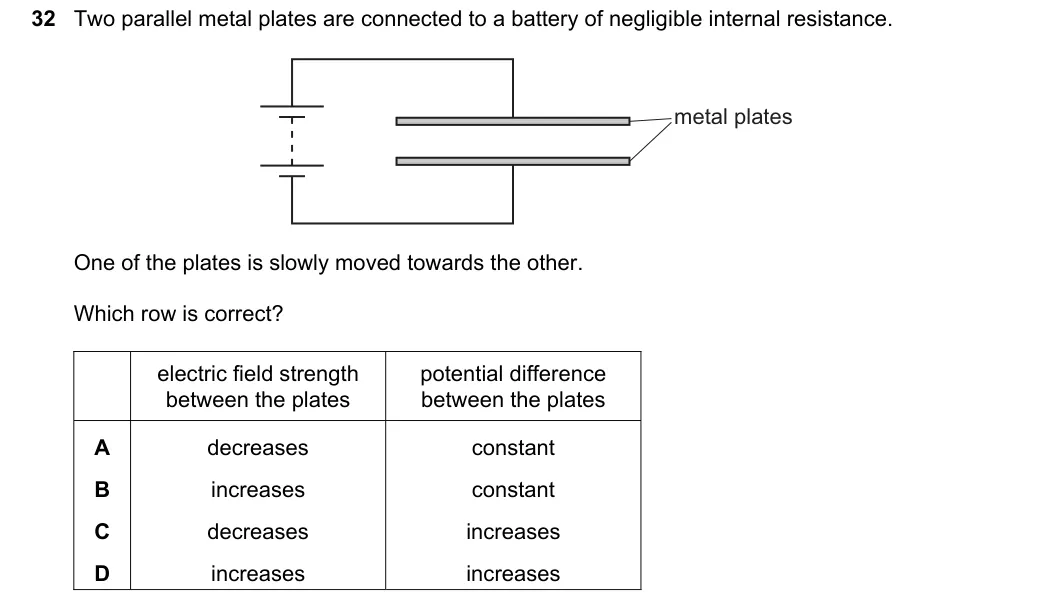 32 Two parallel metal plates are connected to a battery of negligible internal resistance.
metal plates
One of the plates is slowly moved towards the other.
Which row is correct?
electric field strength between the plates potential difference between the plates
A decreases constant
B increases constant
C decreases increases
D increases increases